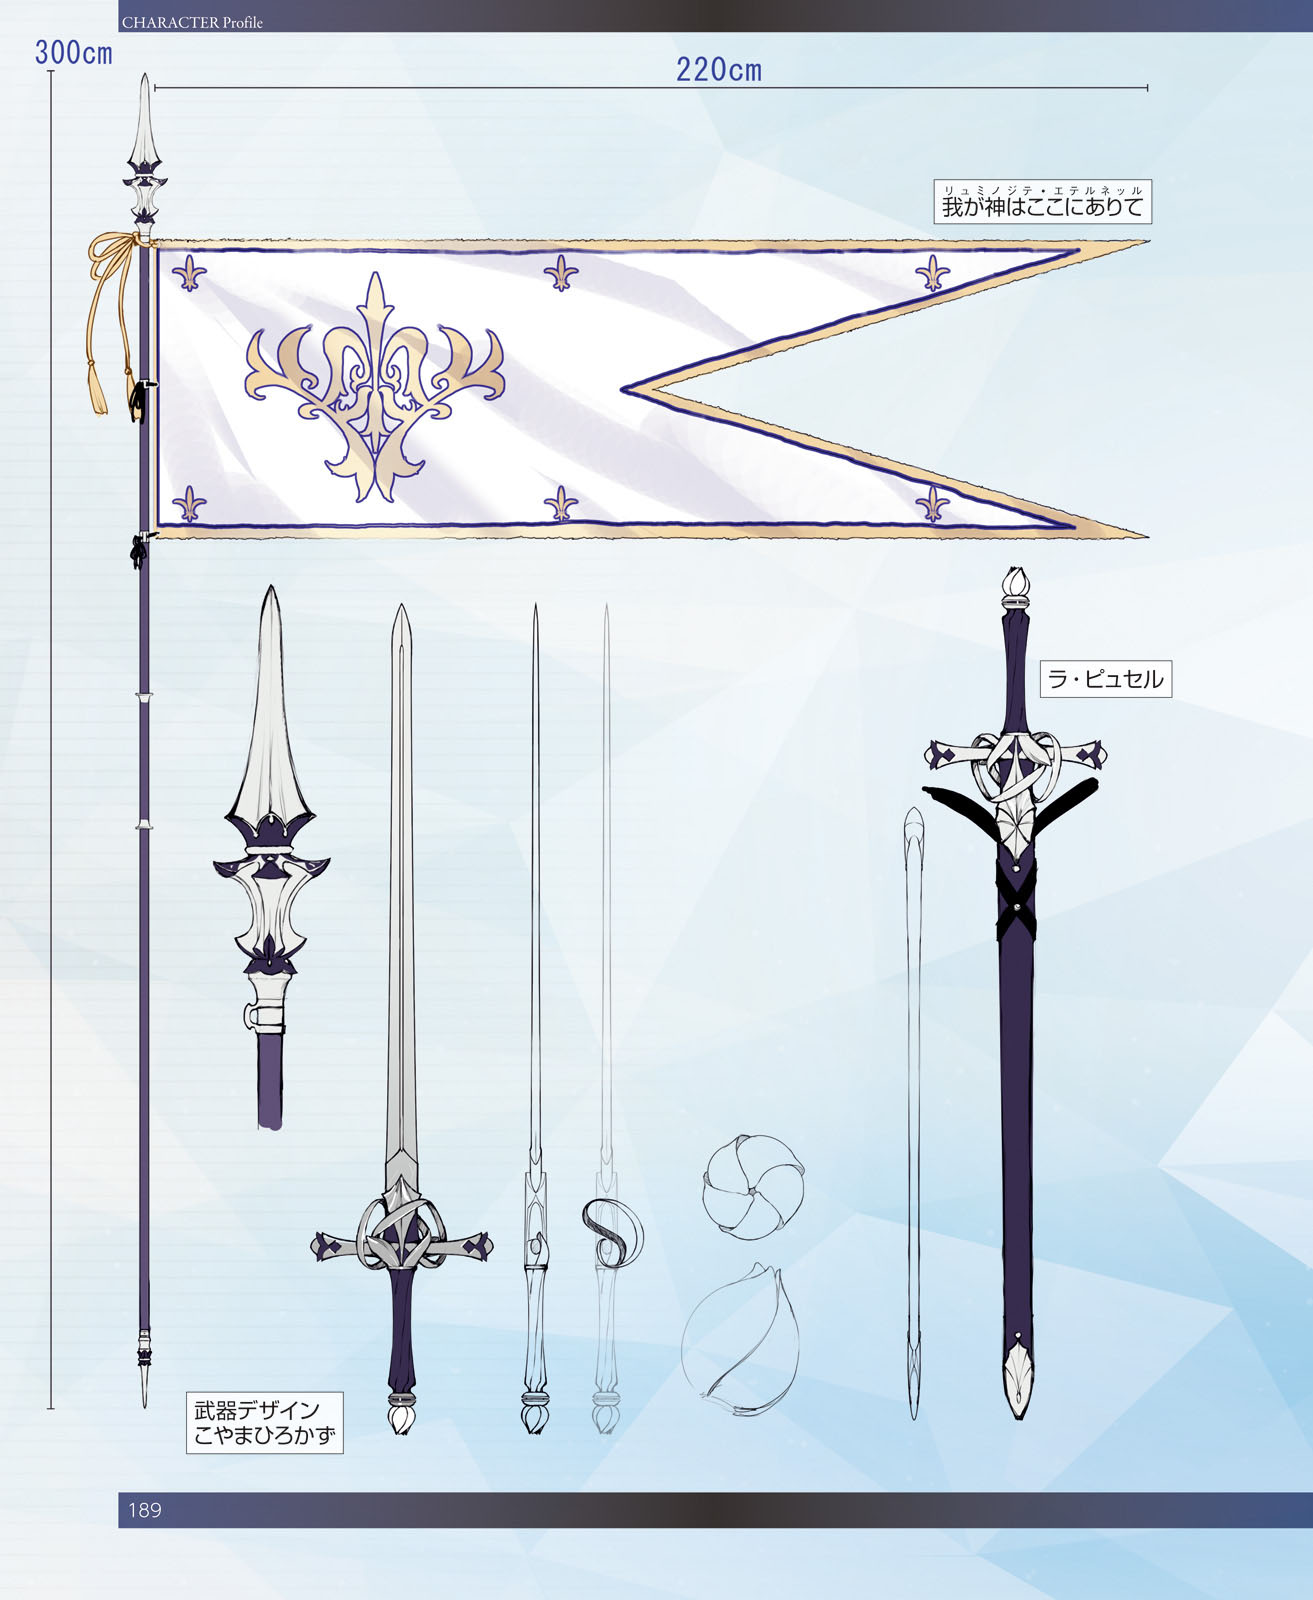 CHARACTER Profile
300cm
220cm
リュミノジテ・エテルネッル
我が神はここにありて
ラ・ピュセル
武器デザイン
こやまひろかず
189